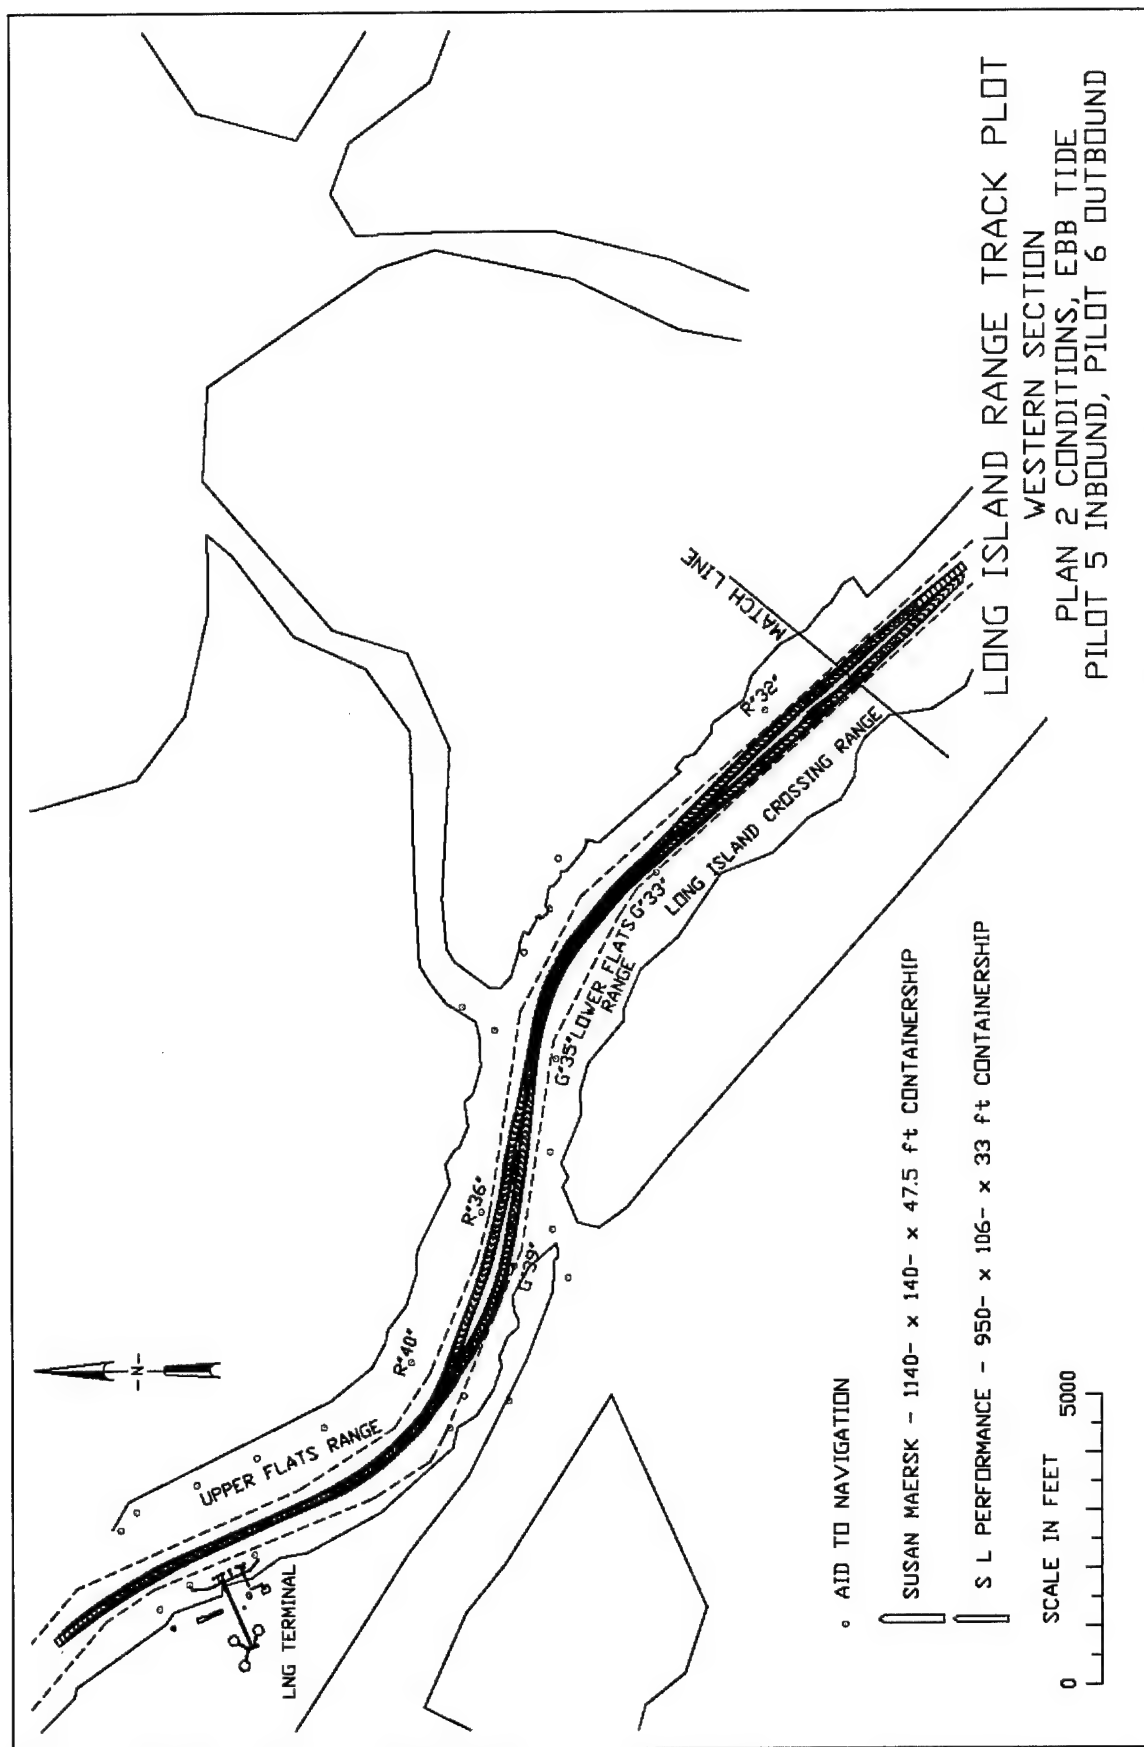 LONG ISLAND RANGE TRACK PLOT
WESTERN SECTION
PLAN 2 CONDITIONS, EBB TIDE
PILOT 5 INBOUND, PILOT 6 OUTBOUND
MATCH LINE
R"32"
LONG ISLAND CROSSING RANGE
G"33"
LOWER FLATS
RANGE
G"35"
R"36"
G"39"
R"40"
UPPER FLATS RANGE
LNG TERMINAL
-N-
AID TO NAVIGATION
SUSAN MAERSK - 1140- x 140- x 47.5 ft CONTAINERSHIP
S L PERFORMANCE - 950- x 106- x 33 ft CONTAINERSHIP
SCALE IN FEET
0 5000